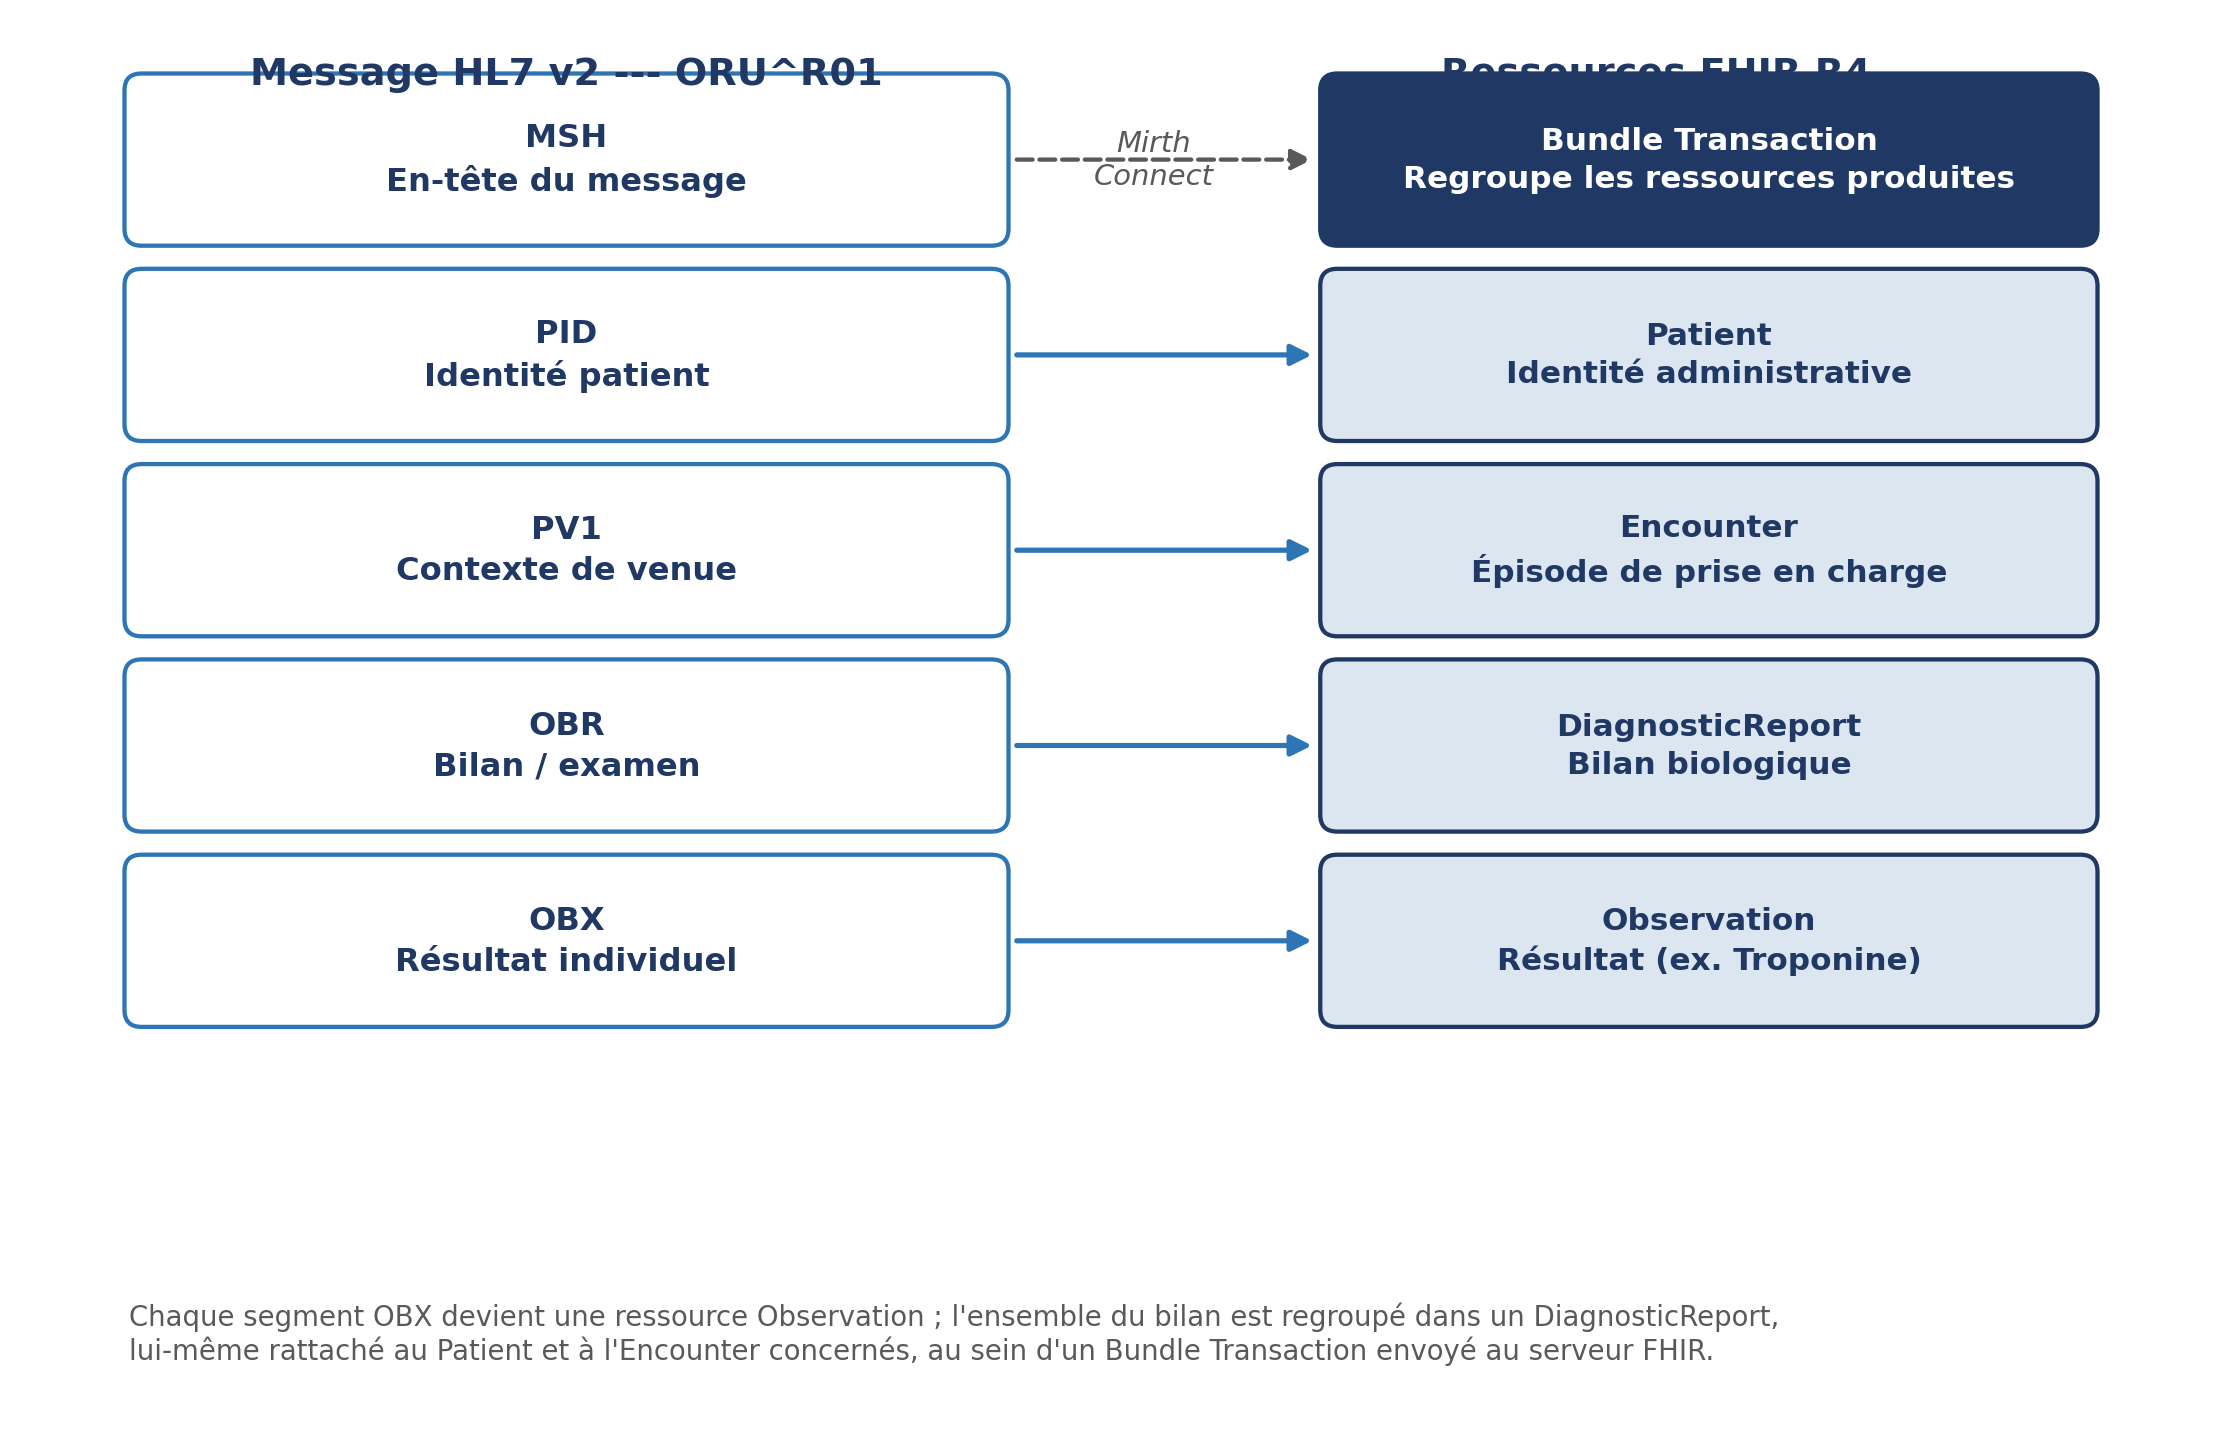 Message HL7 v2 --- ORU^R01
Ressources FHIR R4
MSH
En-tête du message
Mirth
Connect
Bundle Transaction
Regroupe les ressources produites
PID
Identité patient
Patient
Identité administrative
PV1
Contexte de venue
Encounter
Épisode de prise en charge
OBR
Bilan / examen
DiagnosticReport
Bilan biologique
OBX
Résultat individuel
Observation
Résultat (ex. Troponine)
Chaque segment OBX devient une ressource Observation ; l'ensemble du bilan est regroupé dans un DiagnosticReport,
lui-même rattaché au Patient et à l'Encounter concernés, au sein d'un Bundle Transaction envoyé au serveur FHIR.